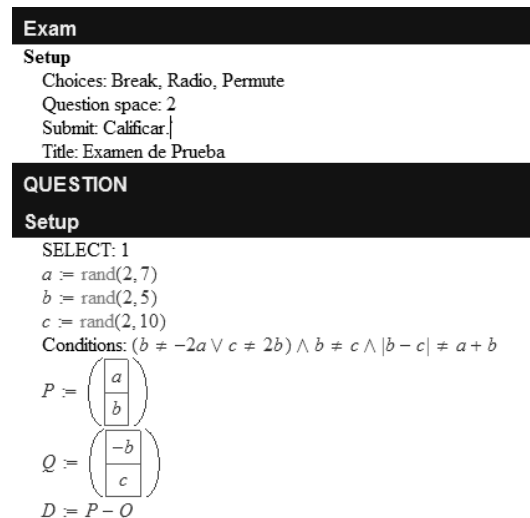 Exam
Setup
Choices: Break, Radio, Permute
Question space: 2
Submit: Calificar.
Title: Examen de Prueba
QUESTION
Setup
SELECT: 1
a := rand(2, 7)
b := rand(2, 5)
c := rand(2, 10)
Conditions: (b ≠ −2a ∨ c ≠ 2b) ∧ b ≠ c ∧ |b − c| ≠ a + b
P :=
a
b
Q :=
−b
c
D := P − Q